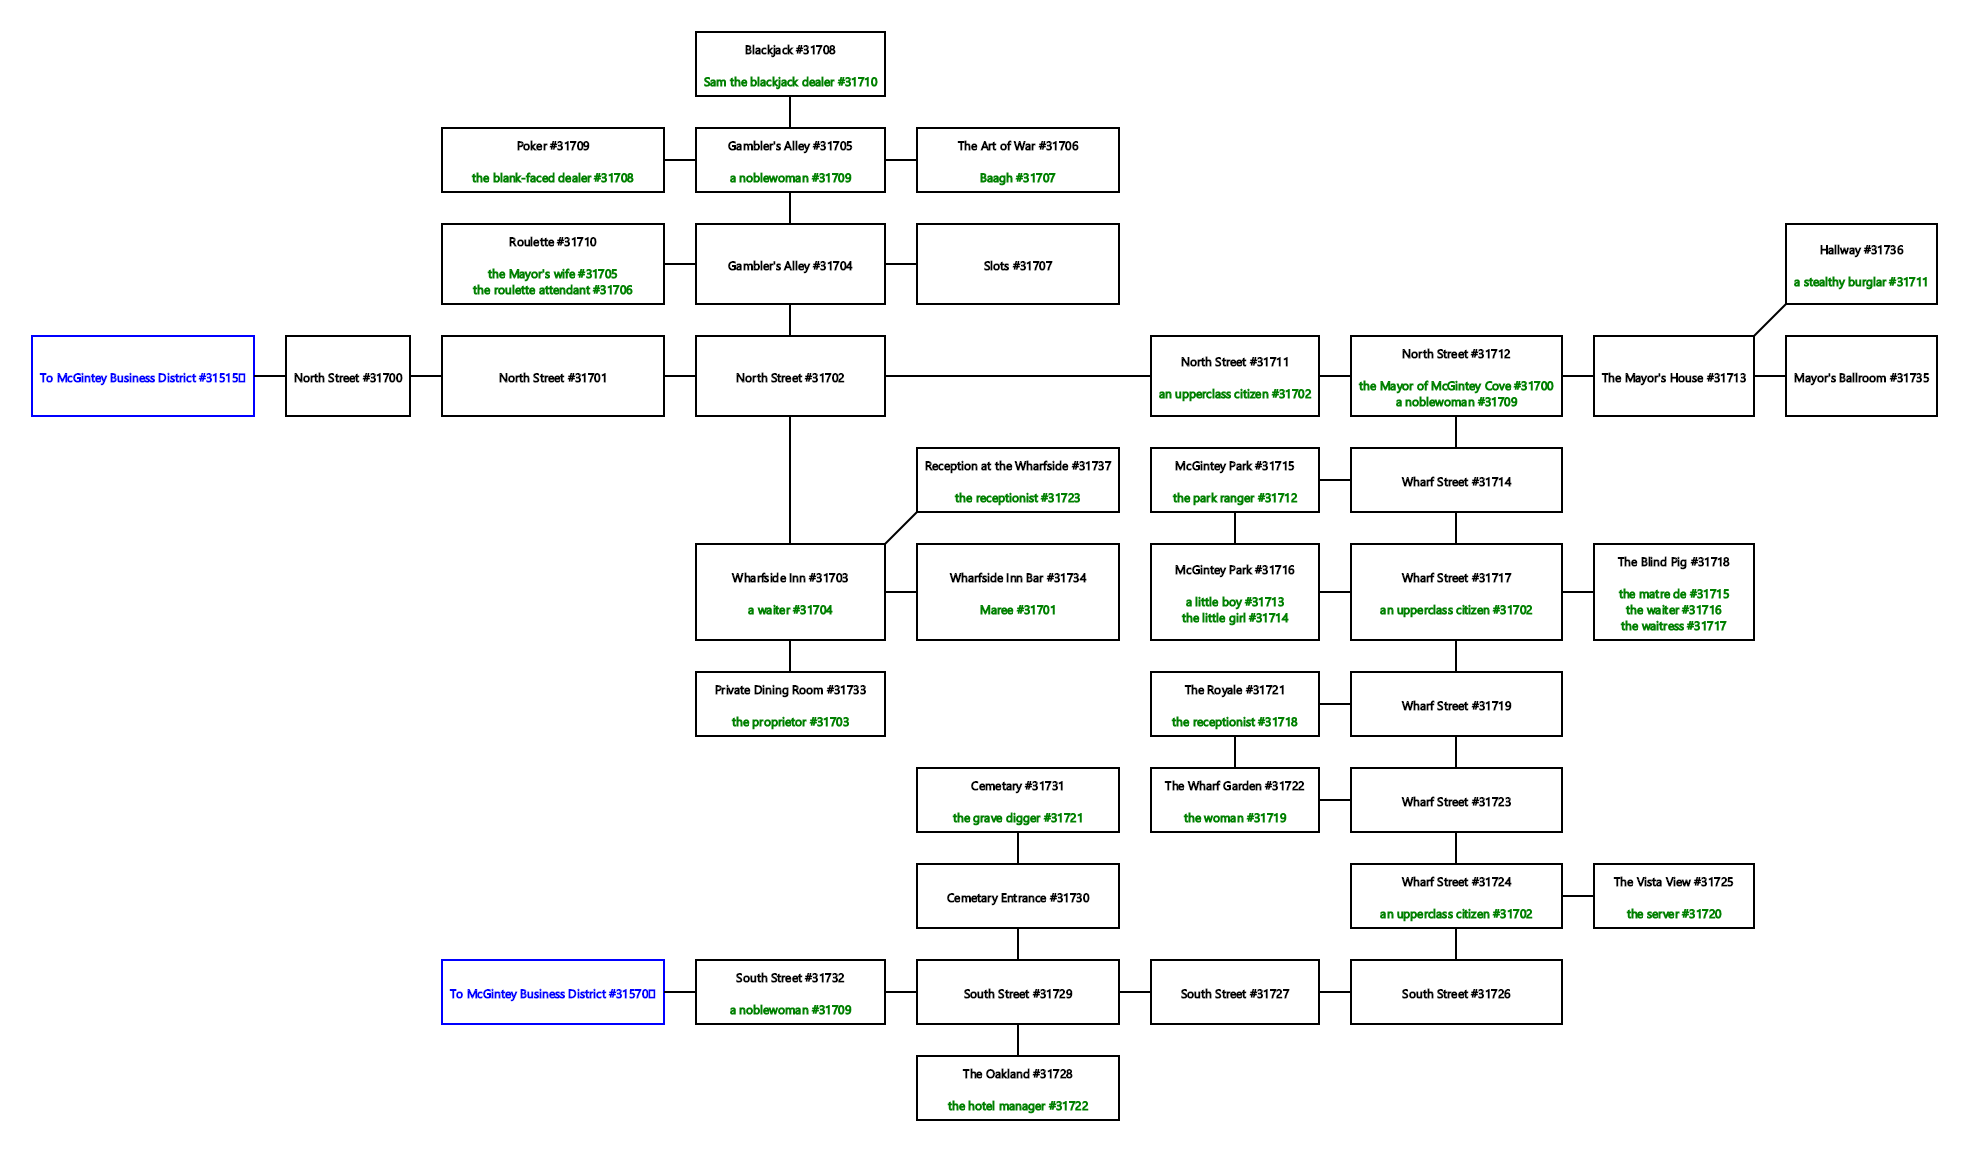 Blackjack #31708
Sam the blackjack dealer #31710
Poker #31709
the blank-faced dealer #31708
Gambler's Alley #31705
a noblewoman #31709
The Art of War #31706
Baagh #31707
Roulette #31710
the Mayor's wife #31705
the roulette attendant #31706
Gambler's Alley #31704
Slots #31707
Hallway #31736
a stealthy burglar #31711
To McGintey Business District #31515▯
North Street #31700
North Street #31701
North Street #31702
North Street #31711
an upperclass citizen #31702
North Street #31712
the Mayor of McGintey Cove #31700
a noblewoman #31709
The Mayor's House #31713
Mayor's Ballroom #31735
Reception at the Wharfside #31737
the receptionist #31723
McGintey Park #31715
the park ranger #31712
Wharf Street #31714
Wharfside Inn #31703
a waiter #31704
Wharfside Inn Bar #31734
Maree #31701
McGintey Park #31716
a little boy #31713
the little girl #31714
Wharf Street #31717
an upperclass citizen #31702
The Blind Pig #31718
the matre de #31715
the waiter #31716
the waitress #31717
Private Dining Room #31733
the proprietor #31703
The Royale #31721
the receptionist #31718
Wharf Street #31719
Cemetary #31731
the grave digger #31721
The Wharf Garden #31722
the woman #31719
Wharf Street #31723
Cemetary Entrance #31730
Wharf Street #31724
an upperclass citizen #31702
The Vista View #31725
the server #31720
To McGintey Business District #31570▯
South Street #31732
a noblewoman #31709
South Street #31729
South Street #31727
South Street #31726
The Oakland #31728
the hotel manager #31722